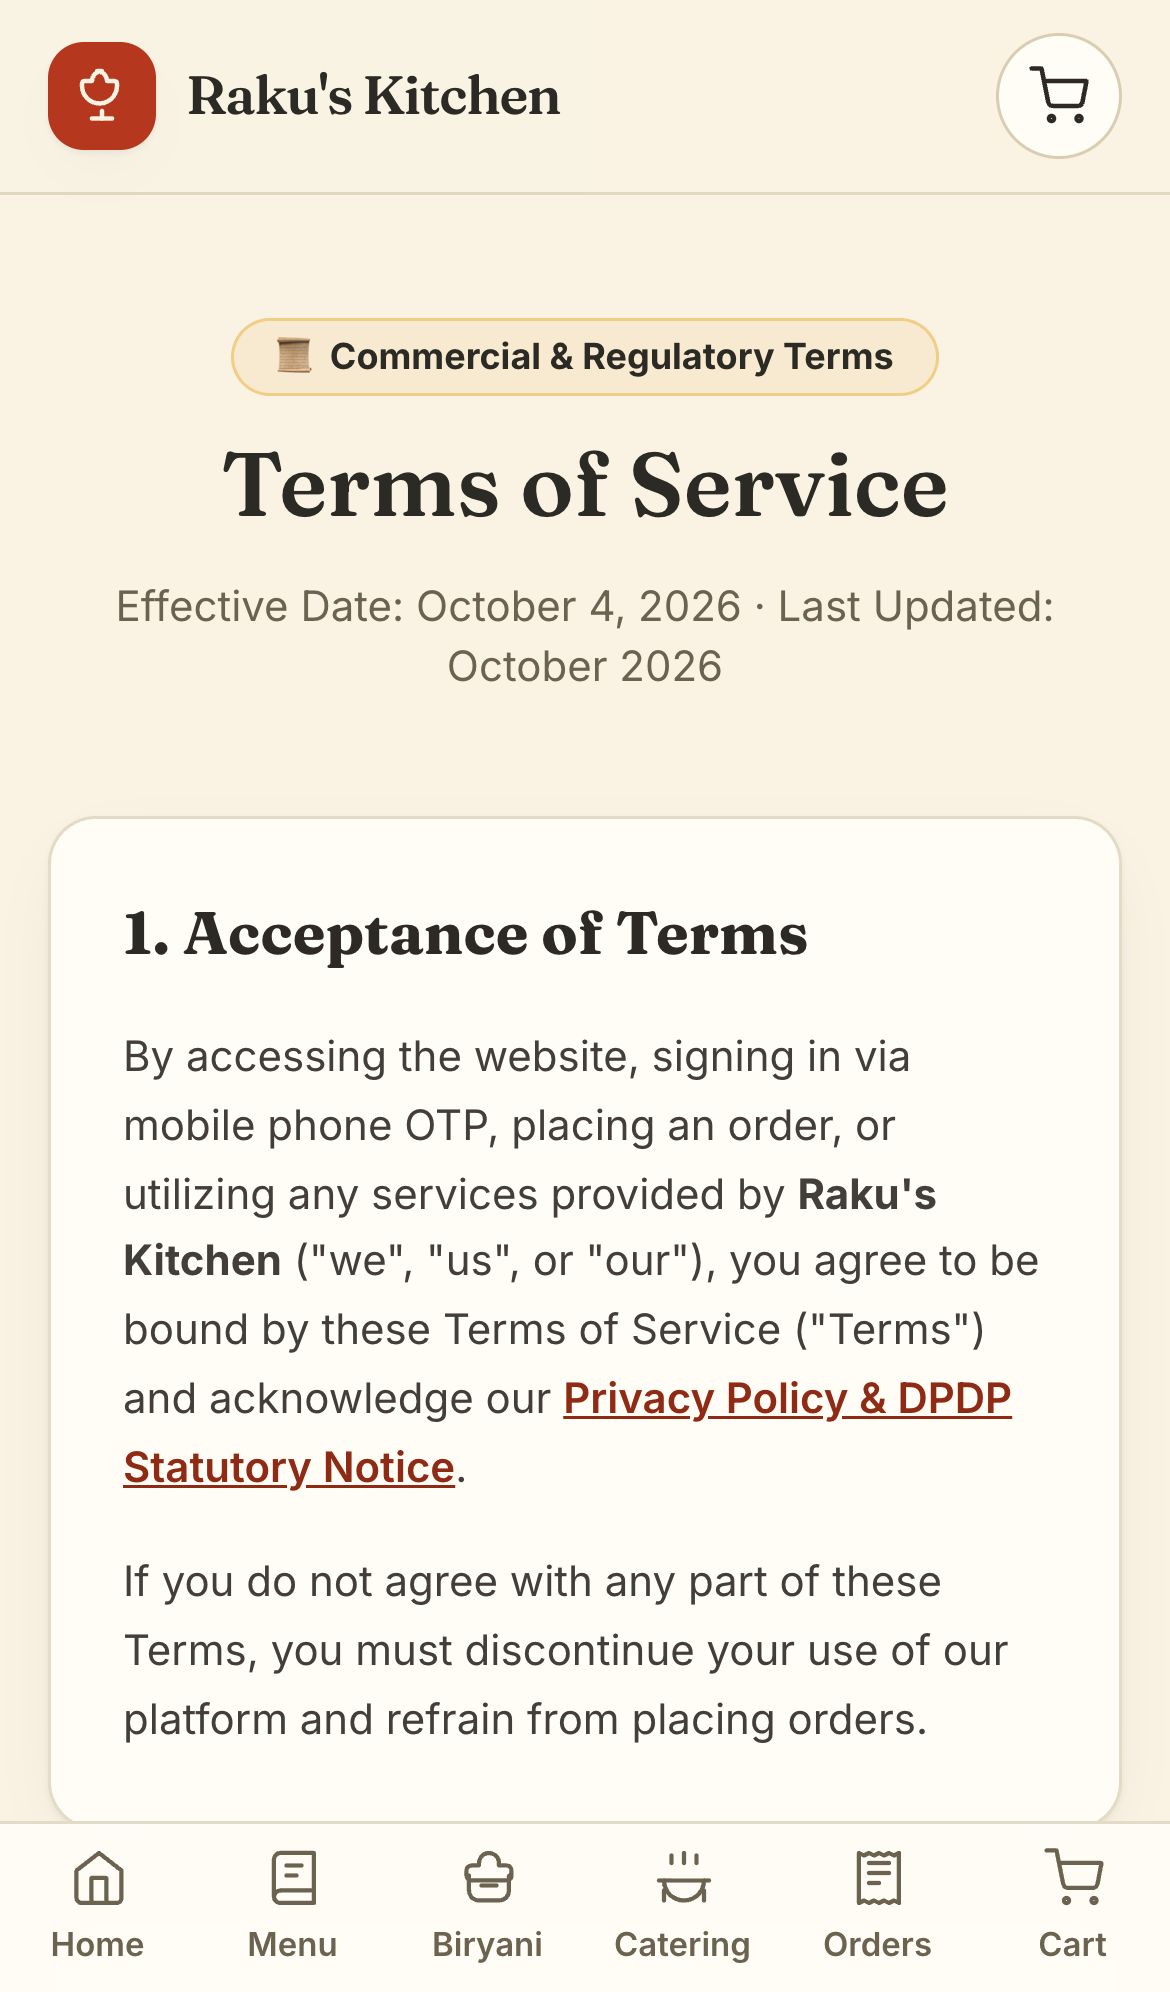 Raku's Kitchen
Commercial & Regulatory Terms
Terms of Service
Effective Date: October 4, 2026 · Last Updated:
October 2026
1. Acceptance of Terms
By accessing the website, signing in via
mobile phone OTP, placing an order, or
utilizing any services provided by Raku's
Kitchen ("we", "us", or "our"), you agree to be
bound by these Terms of Service ("Terms")
and acknowledge our Privacy Policy & DPDP
Statutory Notice.
If you do not agree with any part of these
Terms, you must discontinue your use of our
platform and refrain from placing orders.
Home Menu Biryani Catering Orders Cart